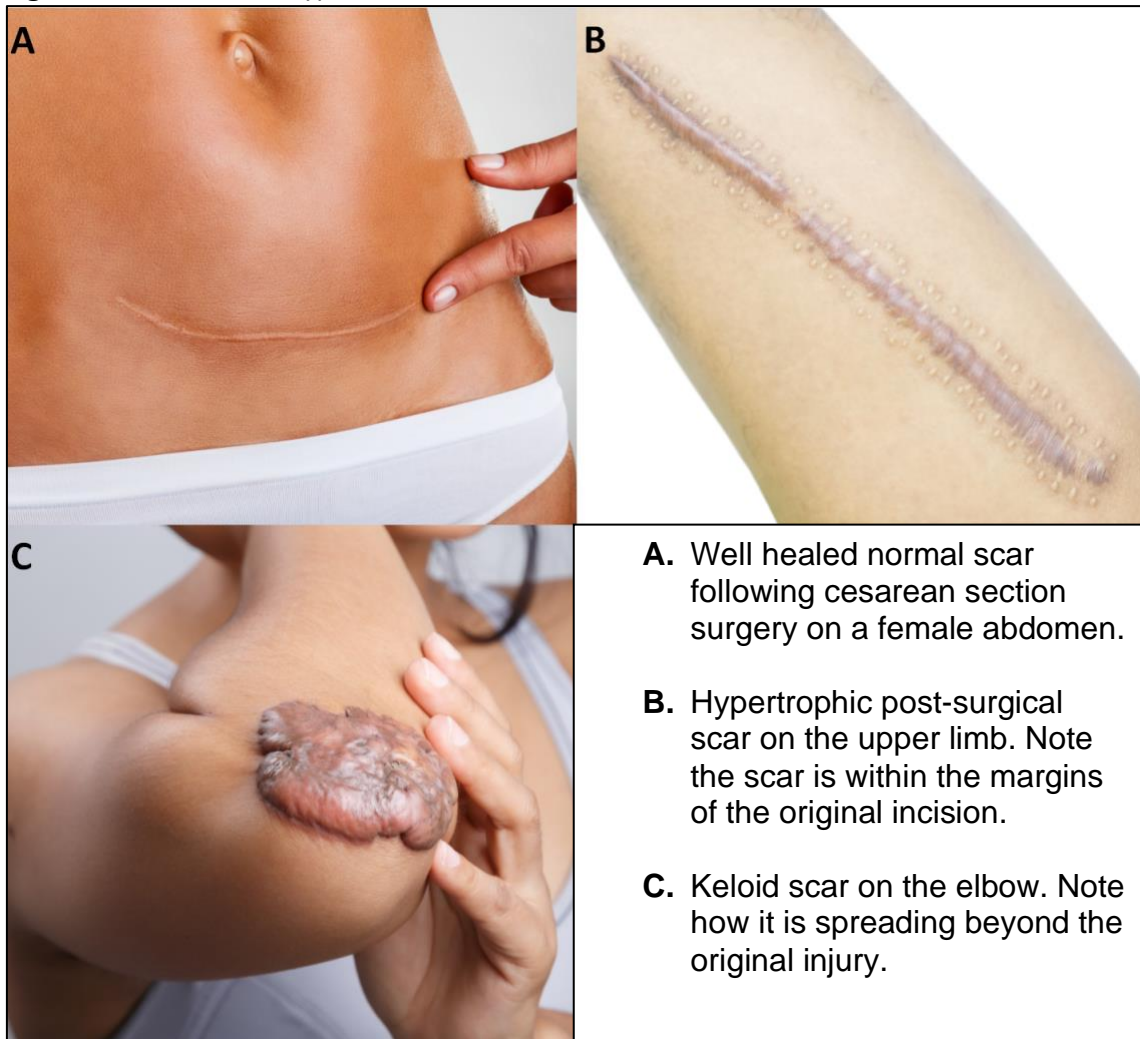 A
B
C
A. Well healed normal scar
following cesarean section
surgery on a female abdomen.
B. Hypertrophic post-surgical
scar on the upper limb. Note
the scar is within the margins
of the original incision.
C. Keloid scar on the elbow. Note
how it is spreading beyond the
original injury.